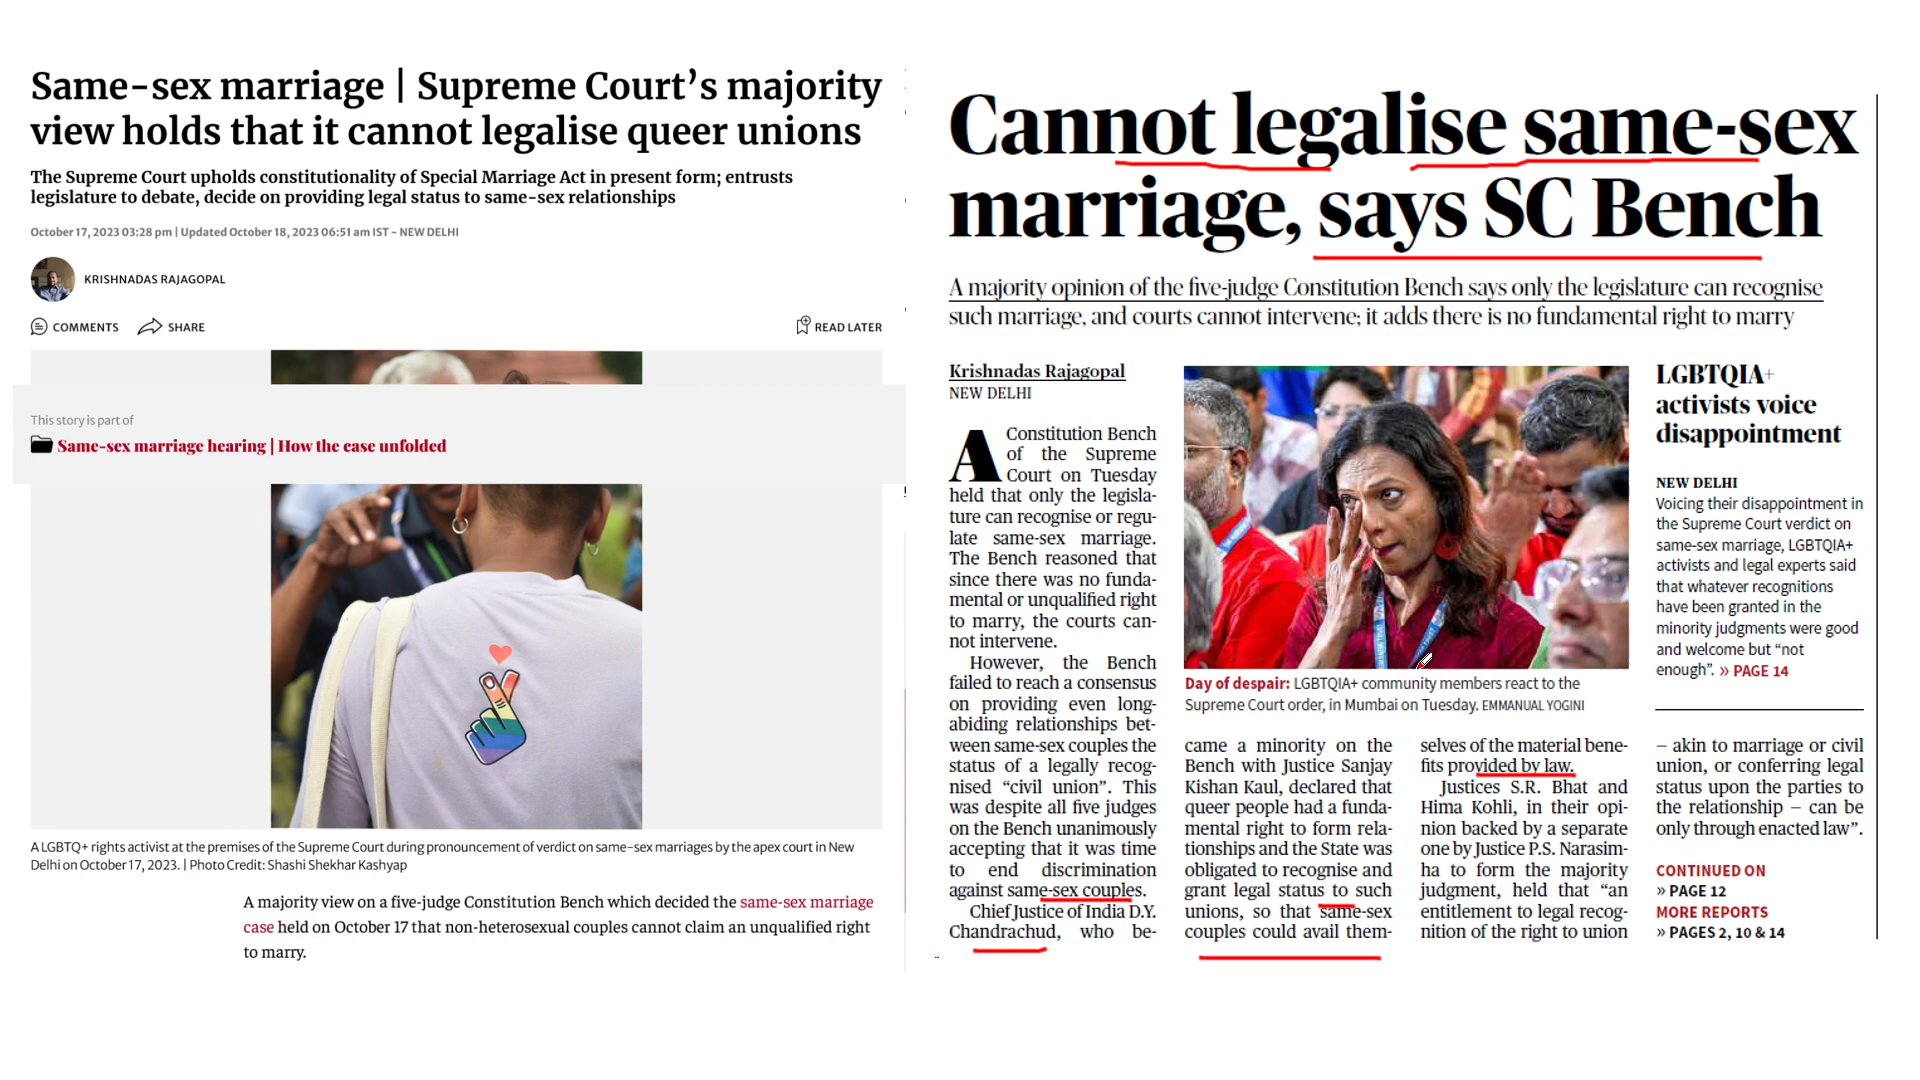 Same-sex marriage | Supreme Court's majority
view holds that it cannot legalise queer unions
The Supreme Court upholds constitutionality of Special Marriage Act in present form; entrusts
legislature to debate, decide on providing legal status to same-sex relationships
October 17, 2023 03:28 pm | Updated October 18, 2023 06:51 am IST - NEW DELHI
KRISHNADAS RAJAGOPAL
COMMENTS SHARE READ LATER
This story is part of
Same-sex marriage hearing | How the case unfolded
A LGBTQ+ rights activist at the premises of the Supreme Court during pronouncement of verdict on same-sex marriages by the apex court in New
Delhi on October 17, 2023. | Photo Credit: Shashi Shekhar Kashyap
A majority view on a five-judge Constitution Bench which decided the same-sex marriage
case held on October 17 that non-heterosexual couples cannot claim an unqualified right
to marry.
Cannot legalise same-sex
marriage, says SC Bench
A majority opinion of the five-judge Constitution Bench says only the legislature can recognise
such marriage, and courts cannot intervene; it adds there is no fundamental right to marry
Krishnadas Rajagopal
NEW DELHI
A Constitution Bench
of the Supreme
Court on Tuesday
held that only the legisla-
ture can recognise or regu-
late same-sex marriage.
The Bench reasoned that
since there was no funda-
mental or unqualified right
to marry, the courts can-
not intervene.
However, the Bench
failed to reach a consensus
on providing even long-
abiding relationships bet-
ween same-sex couples the
status of a legally recog-
nised "civil union". This
was despite all five judges
on the Bench unanimously
accepting that it was time
to end discrimination
against same-sex couples.
Chief Justice of India D.Y.
Chandrachud, who be-
Day of despair: LGBTQIA+ community members react to the
Supreme Court order, in Mumbai on Tuesday. EMMANUAL YOGINI
came a minority on the
Bench with Justice Sanjay
Kishan Kaul, declared that
queer people had a funda-
mental right to form rela-
tionships and the State was
obligated to recognise and
grant legal status to such
unions, so that same-sex
couples could avail them-
selves of the material bene-
fits provided by law.
Justices S.R. Bhat and
Hima Kohli, in their opi-
nion backed by a separate
one by Justice P.S. Narasim-
ha to form the majority
judgment, held that "an
entitlement to legal recog-
nition of the right to union
– akin to marriage or civil
union, or conferring legal
status upon the parties to
the relationship – can be
only through enacted law".
CONTINUED ON
» PAGE 12
MORE REPORTS
» PAGES 2, 10 & 14
LGBTQIA+
activists voice
disappointment
NEW DELHI
Voicing their disappointment in
the Supreme Court verdict on
same-sex marriage, LGBTQIA+
activists and legal experts said
that whatever recognitions
have been granted in the
minority judgments were good
and welcome but "not
enough". » PAGE 14